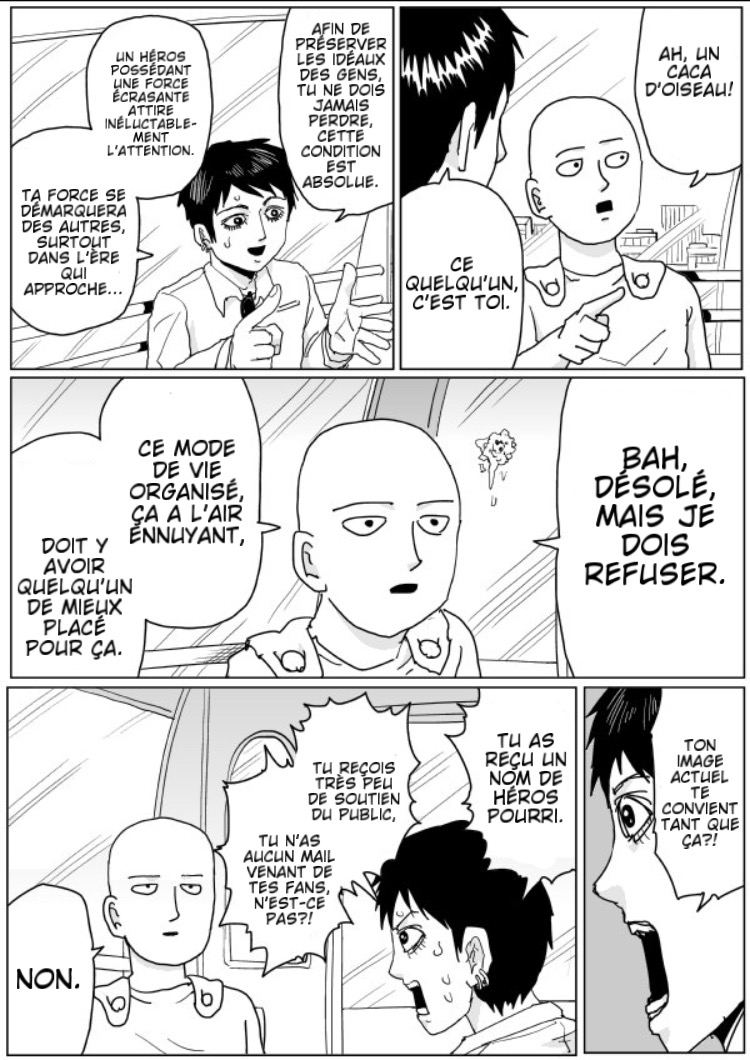 AH, UN
CACA
D'OISEAU!
CE
QUELQU'UN,
C'EST TOI.
AFIN DE
PRÉSERVER
LES IDÉAUX
DES GENS,
TU NE DOIS
JAMAIS
PERDRE,
CETTE
CONDITION
EST
ABSOLUE.
UN HÉROS
POSSÉDANT
UNE FORCE
ÉCRASANTE
ATTIRE
INÉLUCTABLE-
MENT
L'ATTENTION.
TA FORCE SE
DÉMARQUERA
DES AUTRES,
SURTOUT
DANS L'ÈRE
QUI
APPROCHE...
BAH,
DÉSOLÉ,
MAIS JE
DOIS
REFUSER.
CE MODE
DE VIE
ORGANISÉ,
ÇA A L'AIR
ENNUYANT,
DOIT Y
AVOIR
QUELQU'UN
DE MIEUX
PLACÉ
POUR ÇA.
TON
IMAGE
ACTUEL
TE
CONVIENT
TANT QUE
ÇA?!
TU AS
REÇU UN
NOM DE
HÉROS
POURRI.
TU REÇOIS
TRÈS PEU
DE SOUTIEN
DU PUBLIC,
TU N'AS
AUCUN MAIL
VENANT DE
TES FANS,
N'EST-CE
PAS?!
NON.